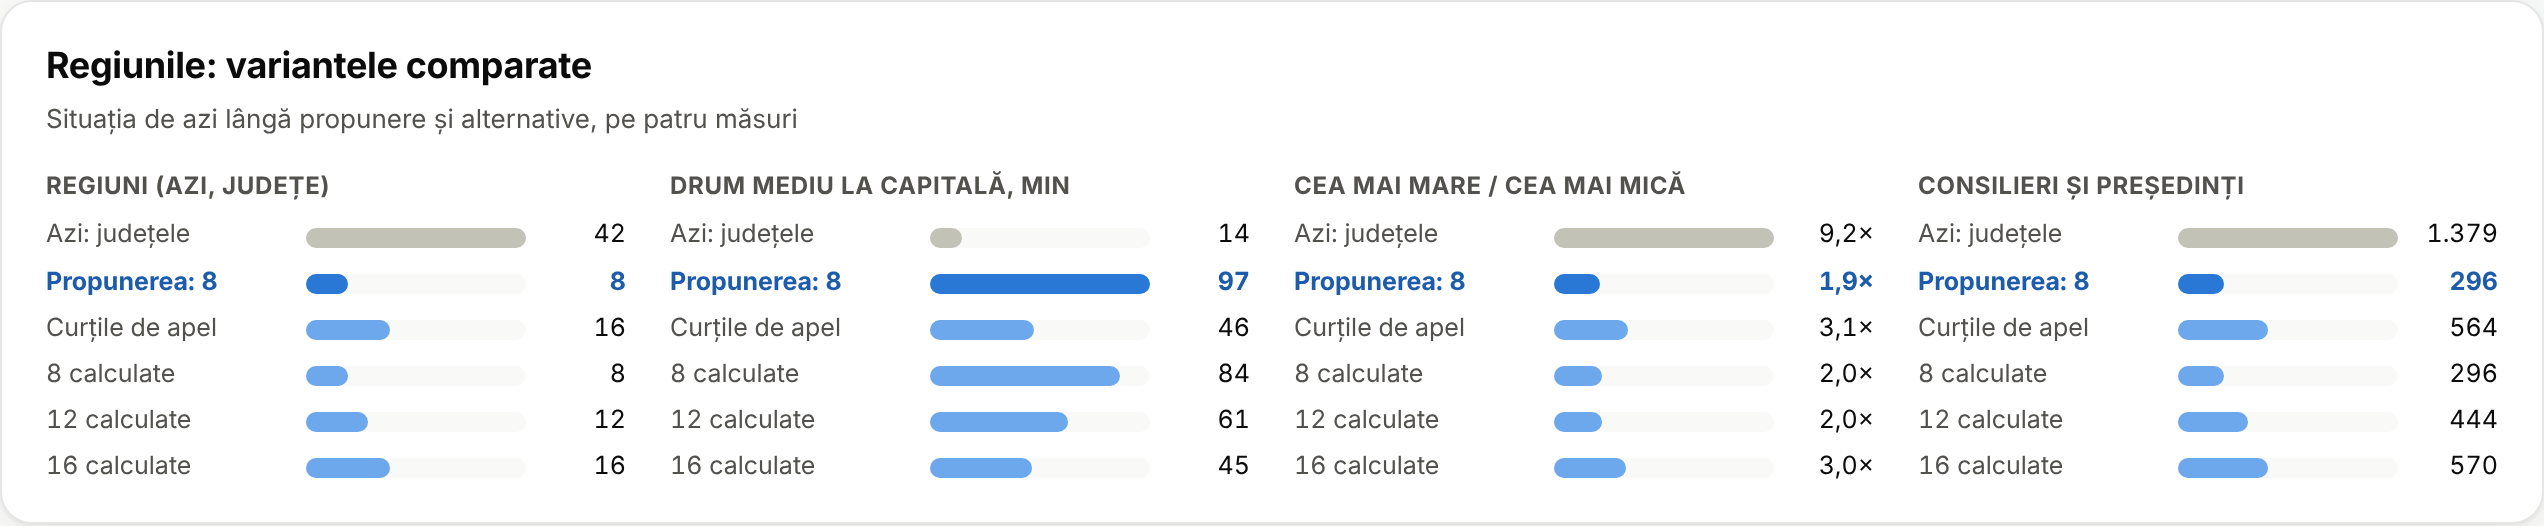 Regiunile: variantele comparate
Situația de azi lângă propunere și alternative, pe patru măsuri
REGIUNI (AZI, JUDEȚE)
Azi: județele 42
Propunerea: 8 8
Curțile de apel 16
8 calculate 8
12 calculate 12
16 calculate 16
DRUM MEDIU LA CAPITALĂ, MIN
Azi: județele 14
Propunerea: 8 97
Curțile de apel 46
8 calculate 84
12 calculate 61
16 calculate 45
CEA MAI MARE / CEA MAI MICĂ
Azi: județele 9,2×
Propunerea: 8 1,9×
Curțile de apel 3,1×
8 calculate 2,0×
12 calculate 2,0×
16 calculate 3,0×
CONSILIERI ȘI PREȘEDINȚI
Azi: județele 1.379
Propunerea: 8 296
Curțile de apel 564
8 calculate 296
12 calculate 444
16 calculate 570